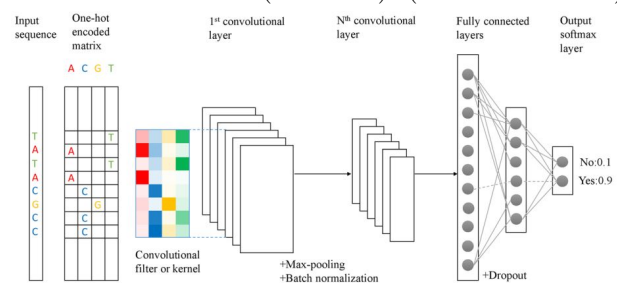 Input
sequence
One-hot
encoded
matrix
1st convolutional
layer
Nth convolutional
layer
Fully connected
layers
Output
softmax
layer
A C G T
T T
A A
T T
A A
C C
G G
C C
C C
No:0.1
Yes:0.9
Convolutional
filter or kernel
+Max-pooling
+Batch normalization
+Dropout